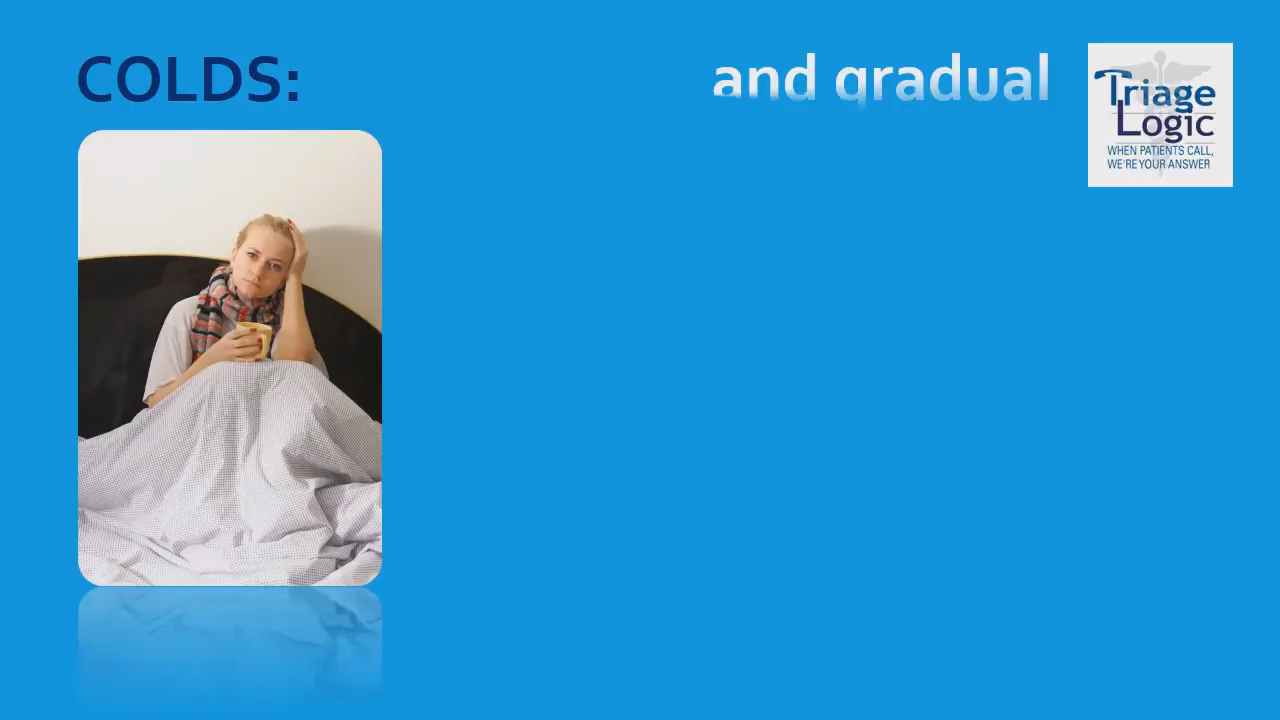 COLDS:
and gradual
Triage
Logic
WHEN PATIENTS CALL,
WE'RE YOUR ANSWER